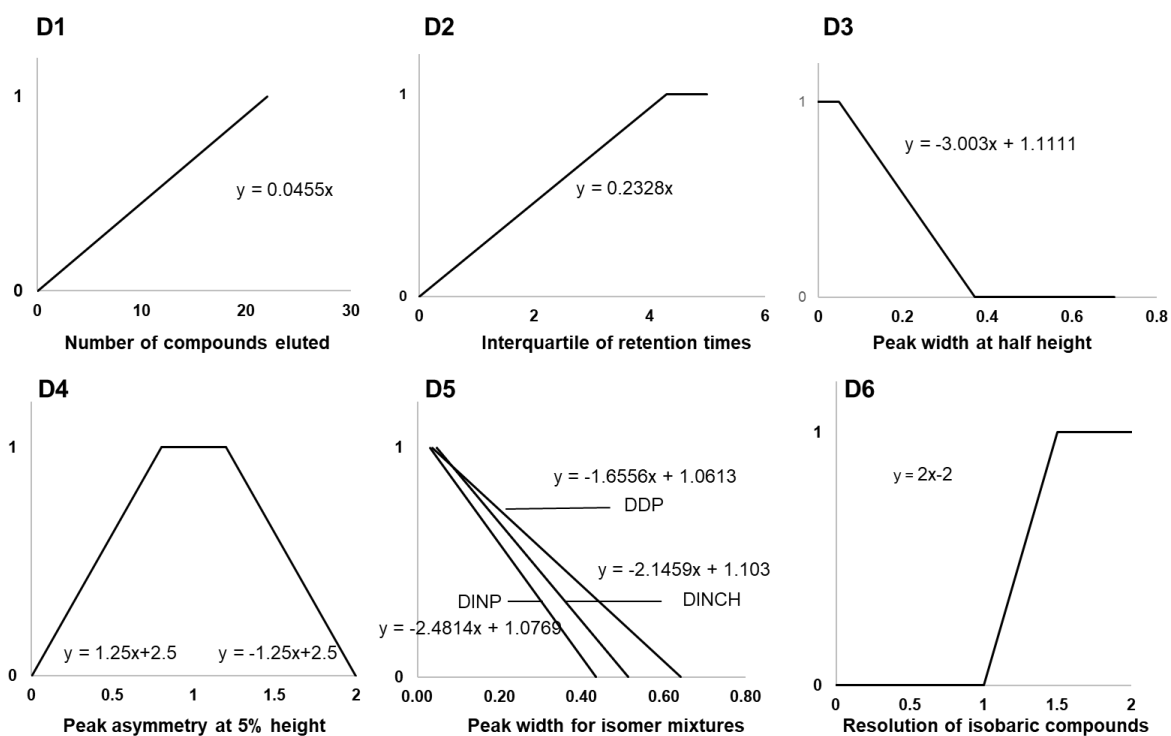 D1
1
y = 0.0455x
0
0 10 20 30
Number of compounds eluted
D2
1
y = 0.2328x
0
0 2 4 6
Interquartile of retention times
D3
1
y = -3.003x + 1.1111
0
0 0.2 0.4 0.6 0.8
Peak width at half height
D4
1
y = 1.25x+2.5 y = -1.25x+2.5
0
0 0.5 1 1.5 2
Peak asymmetry at 5% height
D5
1
y = -1.6556x + 1.0613
DDP
y = -2.1459x + 1.103
DINP DINCH
y = -2.4814x + 1.0769
0
0.00 0.20 0.40 0.60 0.80
Peak width for isomer mixtures
D6
1
y = 2x-2
0
0 0.5 1 1.5 2
Resolution of isobaric compounds